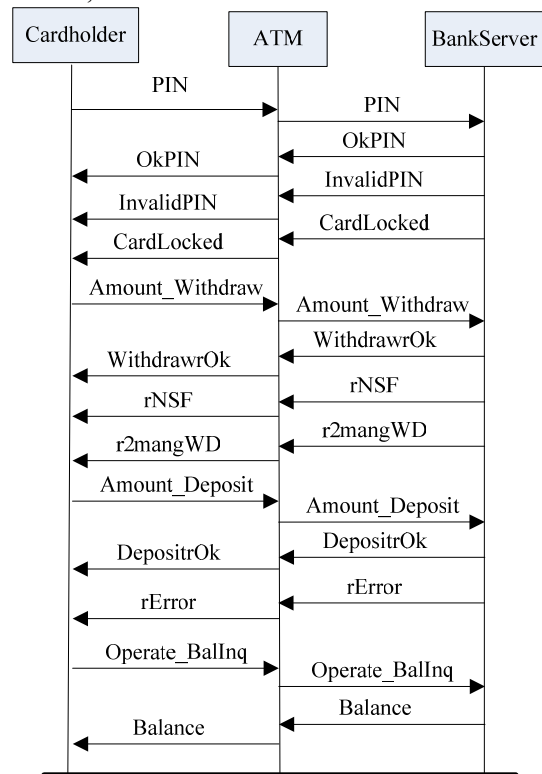 Cardholder
ATM
BankServer
PIN
PIN
OkPIN
OkPIN
InvalidPIN
InvalidPIN
CardLocked
CardLocked
Amount_Withdraw
Amount_Withdraw
WithdrawrOk
WithdrawrOk
rNSF
rNSF
r2mangWD
r2mangWD
Amount_Deposit
Amount_Deposit
DepositrOk
DepositrOk
rError
rError
Operate_BalInq
Operate_BalInq
Balance
Balance